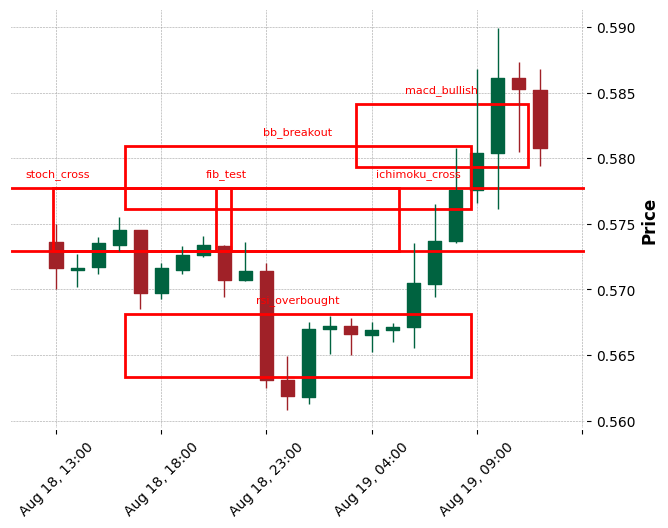 0.590
macd_bullish
0.585
bb_breakout
0.580
stoch_cross
fib_test
ichimoku_cross
0.575
Price
0.570
0.565
0.560
Aug 18, 13:00
Aug 18, 18:00
Aug 18, 23:00
Aug 19, 04:00
Aug 19, 09:00